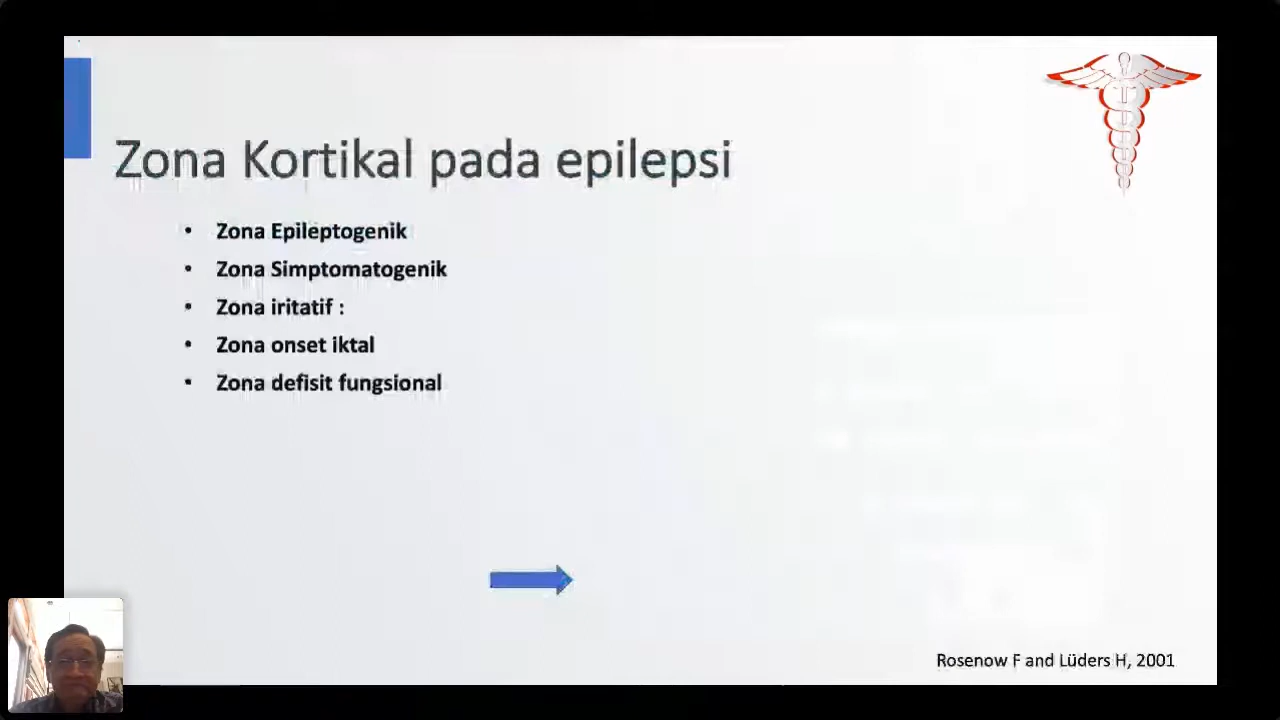 Zona Kortikal pada epilepsi
• Zona Epileptogenik
• Zona Simptomatogenik
• Zona iritatif :
• Zona onset iktal
• Zona defisit fungsional
Rosenow F and Lüders H, 2001